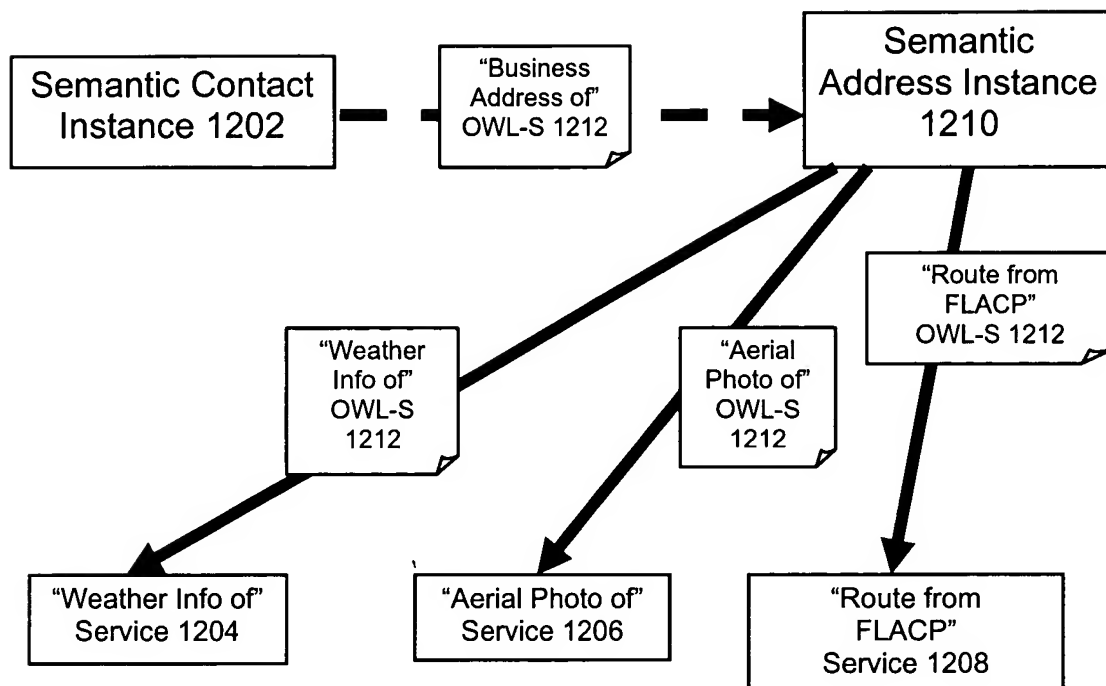 Semantic Contact
Instance 1202
“Business
Address of”
OWL-S 1212
Semantic
Address Instance
1210
“Route from
FLACP”
OWL-S 1212
“Weather
Info of”
OWL-S
1212
“Aerial
Photo of”
OWL-S
1212
“Weather Info of”
Service 1204
“Aerial Photo of”
Service 1206
“Route from
FLACP”
Service 1208